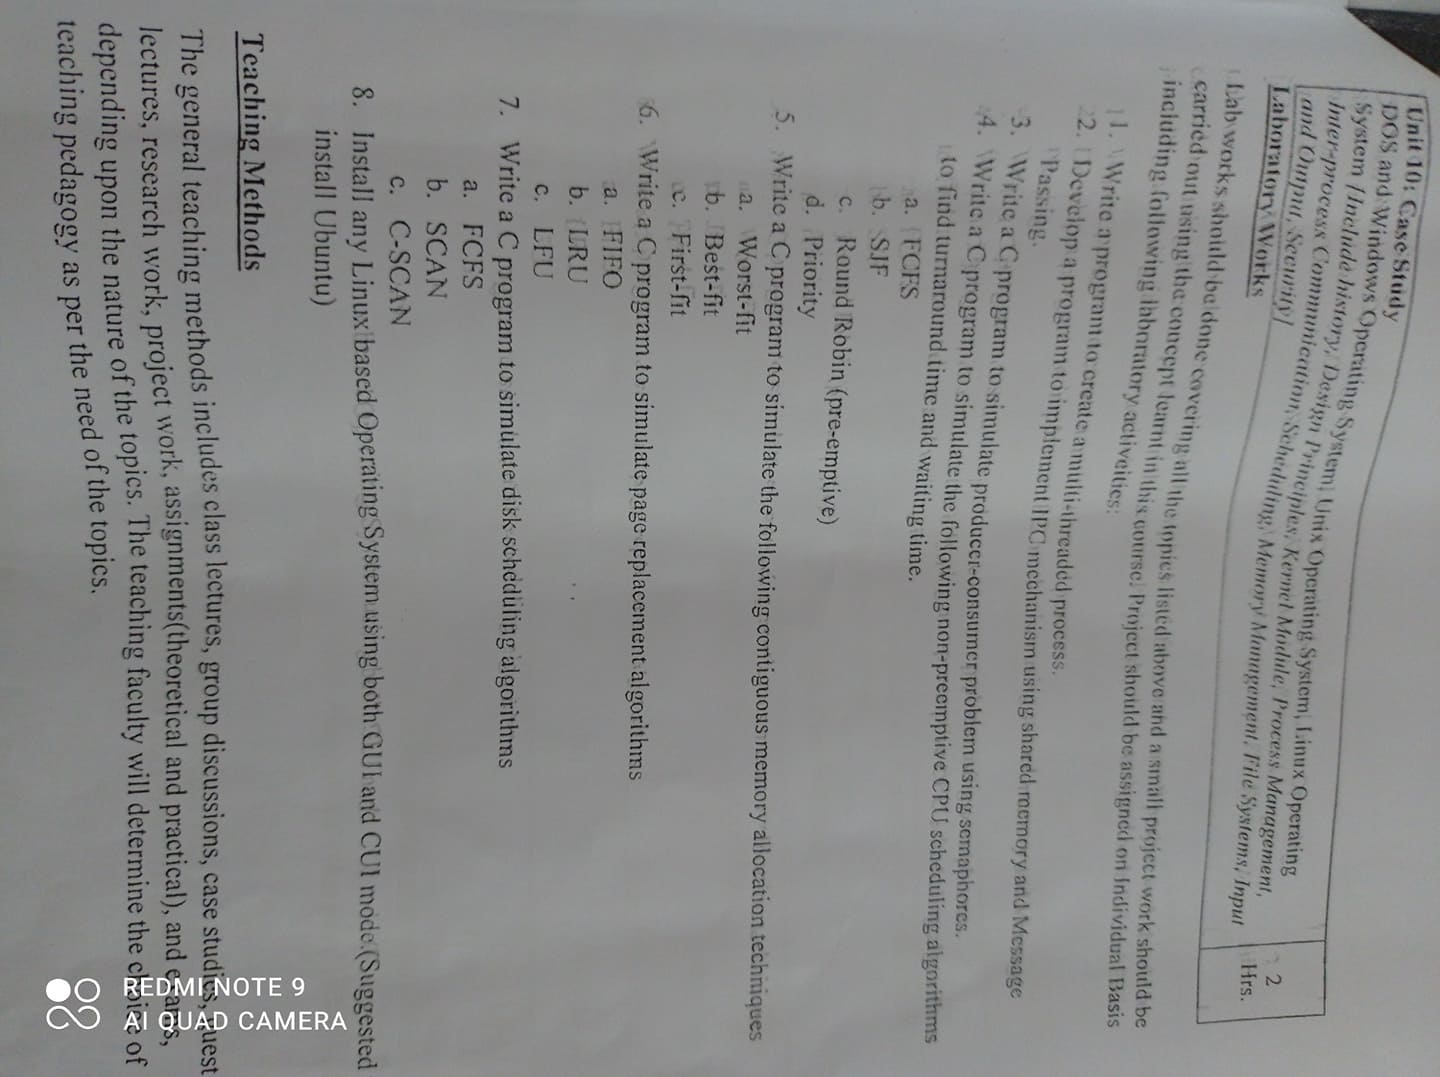 Unit 10: Case Study
DOS and Windows Operating System, Unix Operating System, Linux Operating
System [Include history, Design Principles, Kernel Module, Process Management,
Inter-process Communication, Scheduling, Memory Management, File Systems, Input
and Output, Security]
2
Hrs.
Laboratory Works
Lab works should be done covering all the topics listed above and a small project work should be
carried out using the concept learnt in this course. Project should be assigned on Individual Basis
including following laboratory activeities:
1. Write a program to create a multi-threaded process.
2. Develop a program to implement IPC mechanism using shared memory and Message
Passing.
3. Write a C program to simulate producer-consumer problem using semaphores.
4. Write a C program to simulate the following non-preemptive CPU scheduling algorithms
to find turnaround time and waiting time.
a. FCFS
b. SJF
c. Round Robin (pre-emptive)
d. Priority
5. Write a C program to simulate the following contiguous memory allocation techniques
a. Worst-fit
b. Best-fit
c. First-fit
6. Write a C program to simulate page replacement algorithms
a. FIFO
b. LRU
c. LFU
7. Write a C program to simulate disk scheduling algorithms
a. FCFS
b. SCAN
c. C-SCAN
8. Install any Linux based Operating System using both GUI and CUI mode.(Suggested
install Ubuntu)
Teaching Methods
The general teaching methods includes class lectures, group discussions, case studies, guest
lectures, research work, project work, assignments(theoretical and practical), and exams,
depending upon the nature of the topics. The teaching faculty will determine the choice of
teaching pedagogy as per the need of the topics.
REDMI NOTE 9
AI QUAD CAMERA